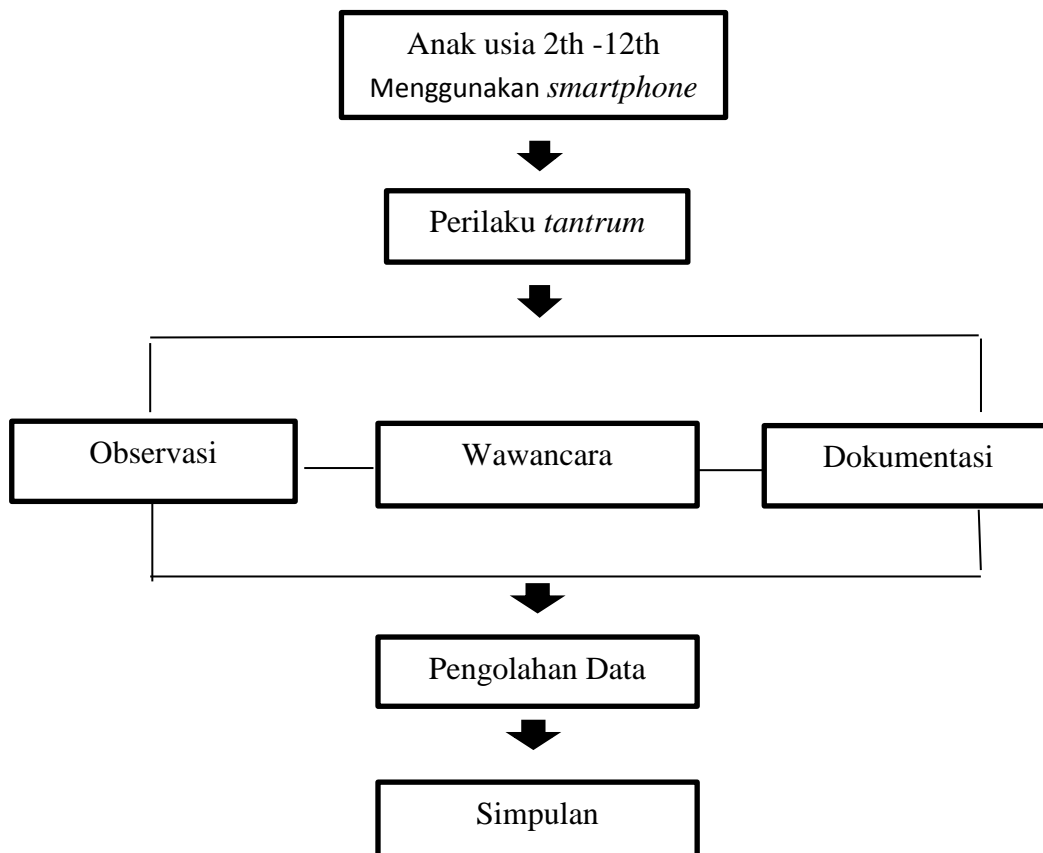 Anak usia 2th -12th
Menggunakan smartphone
Perilaku tantrum
Observasi
Wawancara
Dokumentasi
Pengolahan Data
Simpulan